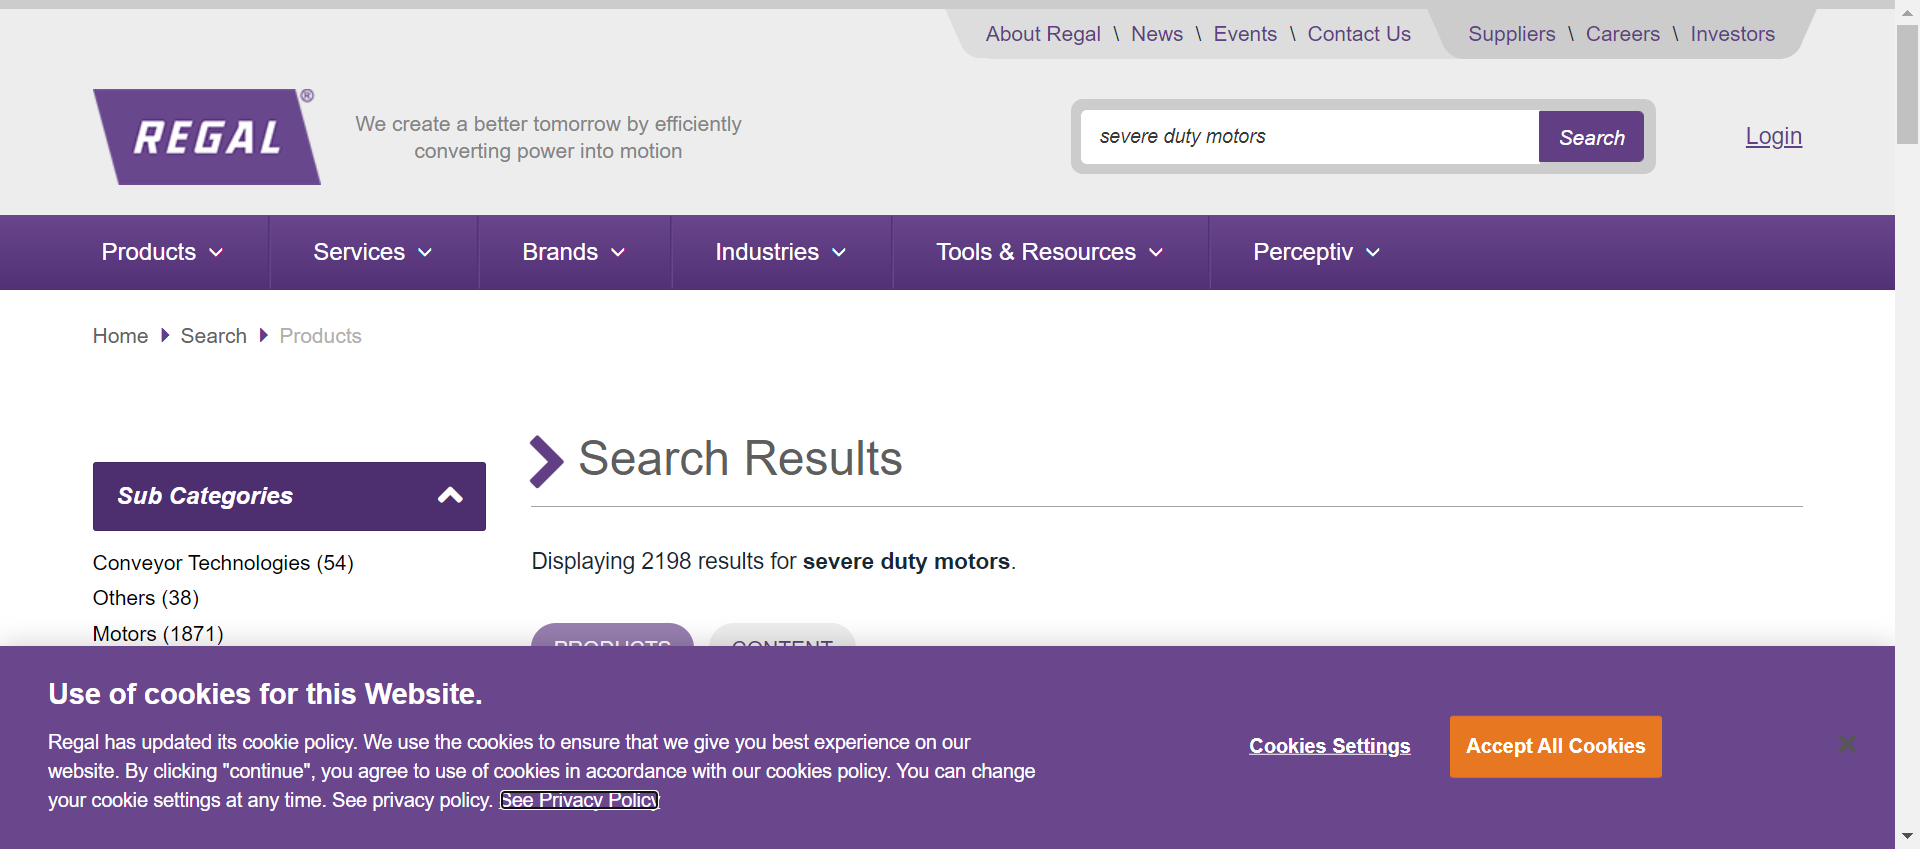 About Regal \ News \ Events \ Contact Us
Suppliers \ Careers \ Investors
REGAL®
We create a better tomorrow by efficiently
converting power into motion
severe duty motors
Search
Login
Products
Services
Brands
Industries
Tools & Resources
Perceptiv
Home
Search
Products
Sub Categories
Search Results
Conveyor Technologies (54)
Others (38)
Motors (1871)
Displaying 2198 results for severe duty motors.
PRODUCTS
CONTENT
Use of cookies for this Website.
Regal has updated its cookie policy. We use the cookies to ensure that we give you best experience on our
website. By clicking "continue", you agree to use of cookies in accordance with our cookies policy. You can change
your cookie settings at any time. See privacy policy. See Privacy Policy
Cookies Settings
Accept All Cookies